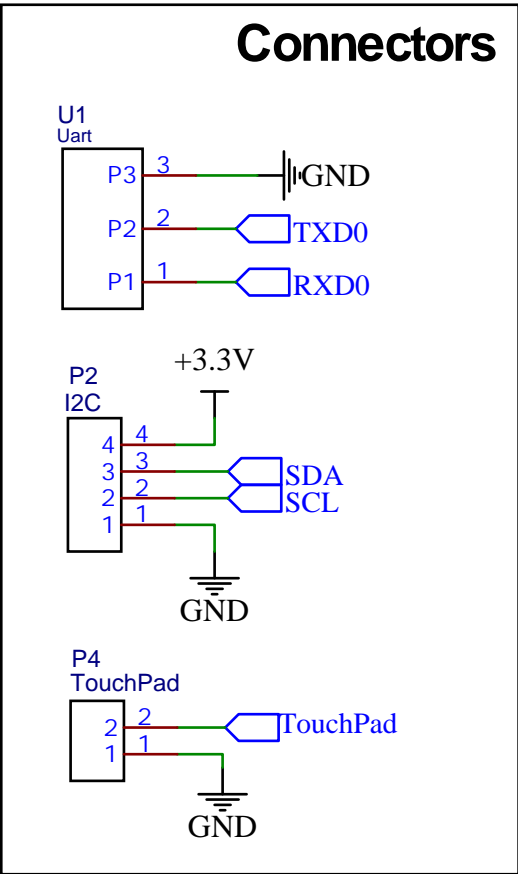 Connectors
U1
Uart
P3 3 GND
P2 2 TXD0
P1 1 RXD0
+3.3V
P2
I2C
4 4
3 3 SDA
2 2 SCL
1 1
GND
P4
TouchPad
2 2 TouchPad
1 1
GND